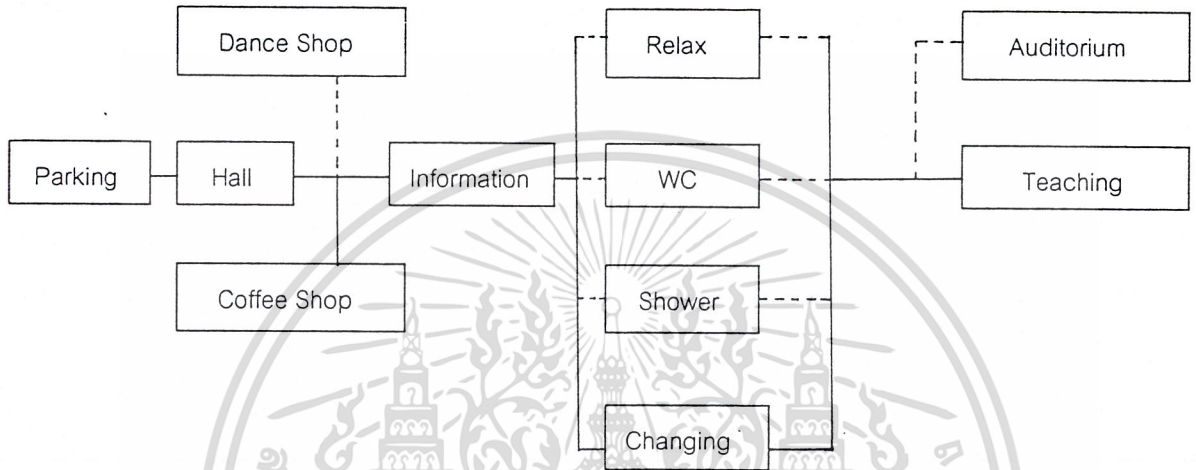 Dance Shop
Relax
Auditorium
Parking
Hall
Information
WC
Teaching
Coffee Shop
Shower
Changing